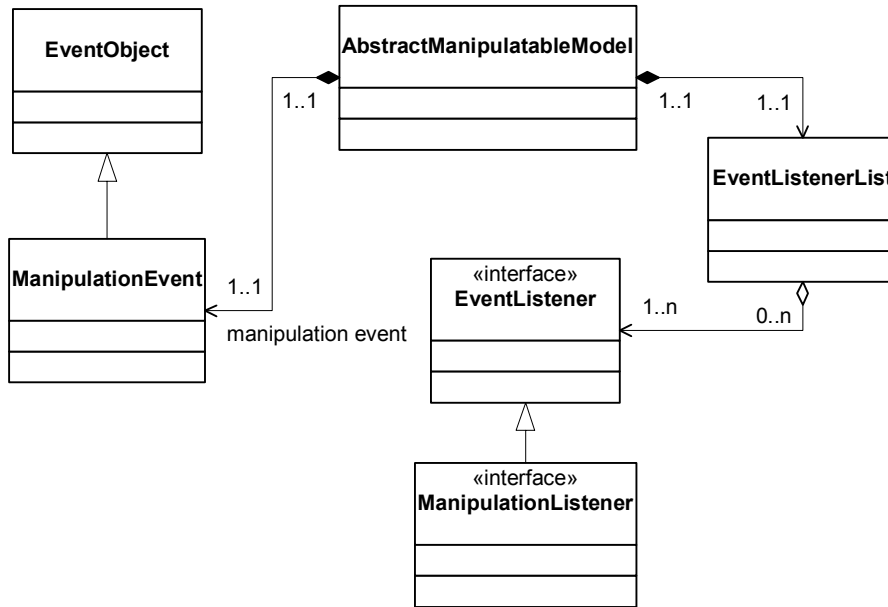 EventObject
AbstractManipulatableModel
1..1
1..1
1..1
EventListenerList
ManipulationEvent
1..1
manipulation event
«interface»
EventListener
1..n
0..n
«interface»
ManipulationListener